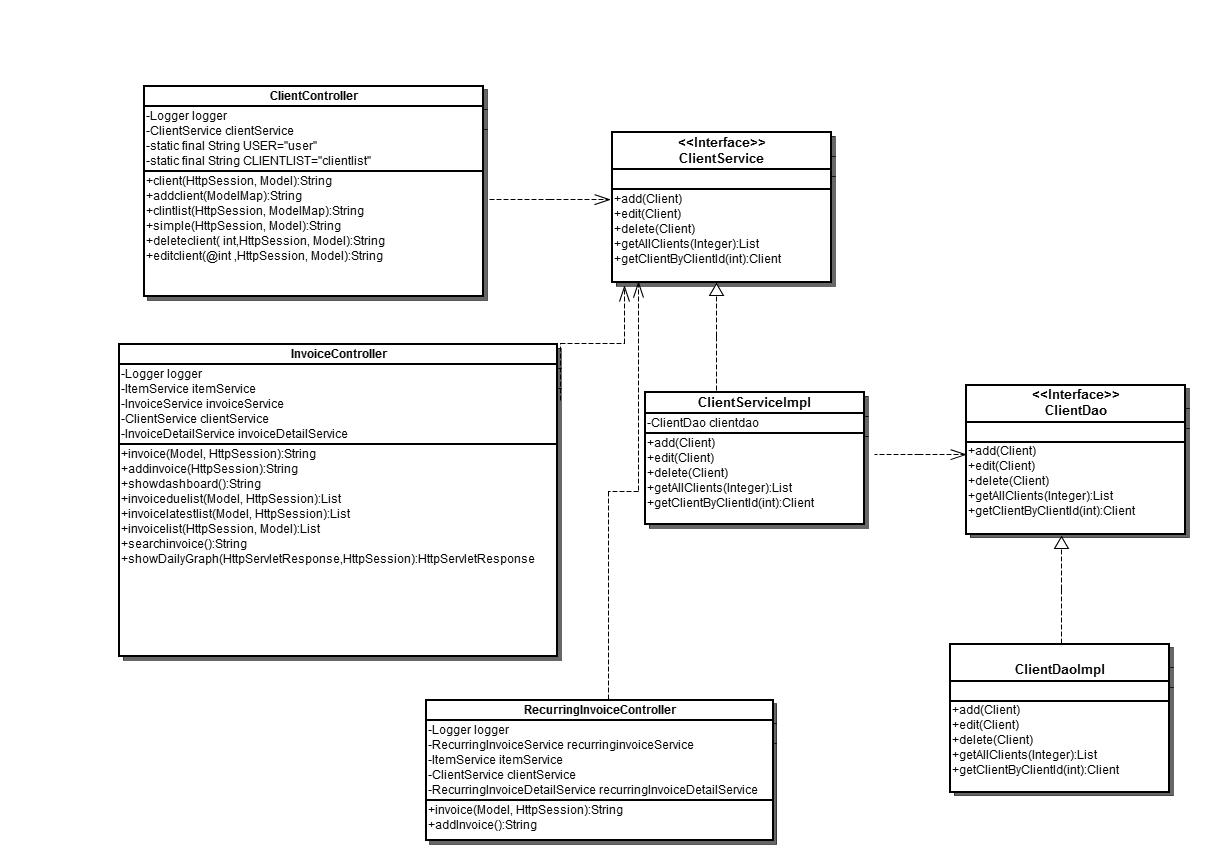 ClientController
-Logger logger
-ClientService clientService
-static final String USER="user"
-static final String CLIENTLIST="clientlist"
+client(HttpSession, Model):String
+addclient(ModelMap):String
+clintlist(HttpSession, ModelMap):String
+simple(HttpSession, Model):String
+deleteclient( int,HttpSession, Model):String
+editclient(@int ,HttpSession, Model):String
<<Interface>>
ClientService
+add(Client)
+edit(Client)
+delete(Client)
+getAllClients(Integer):List
+getClientByClientId(int):Client
InvoiceController
-Logger logger
-ItemService itemService
-InvoiceService invoiceService
-ClientService clientService
-InvoiceDetailService invoiceDetailService
+invoice(Model, HttpSession):String
+addinvoice(HttpSession):String
+showdashboard():String
+invoiceduelist(Model, HttpSession):List
+invoicelatestlist(Model, HttpSession):List
+invoicelist(HttpSession, Model):List
+searchinvoice():String
+showDailyGraph(HttpServletResponse,HttpSession):HttpServletResponse
ClientServiceImpl
-ClientDao clientdao
+add(Client)
+edit(Client)
+delete(Client)
+getAllClients(Integer):List
+getClientByClientId(int):Client
<<Interface>>
ClientDao
+add(Client)
+edit(Client)
+delete(Client)
+getAllClients(Integer):List
+getClientByClientId(int):Client
ClientDaoImpl
+add(Client)
+edit(Client)
+delete(Client)
+getAllClients(Integer):List
+getClientByClientId(int):Client
RecurringInvoiceController
-Logger logger
-RecurringInvoiceService recurringinvoiceService
-ItemService itemService
-ClientService clientService
-RecurringInvoiceDetailService recurringInvoiceDetailService
+invoice(Model, HttpSession):String
+addInvoice():String